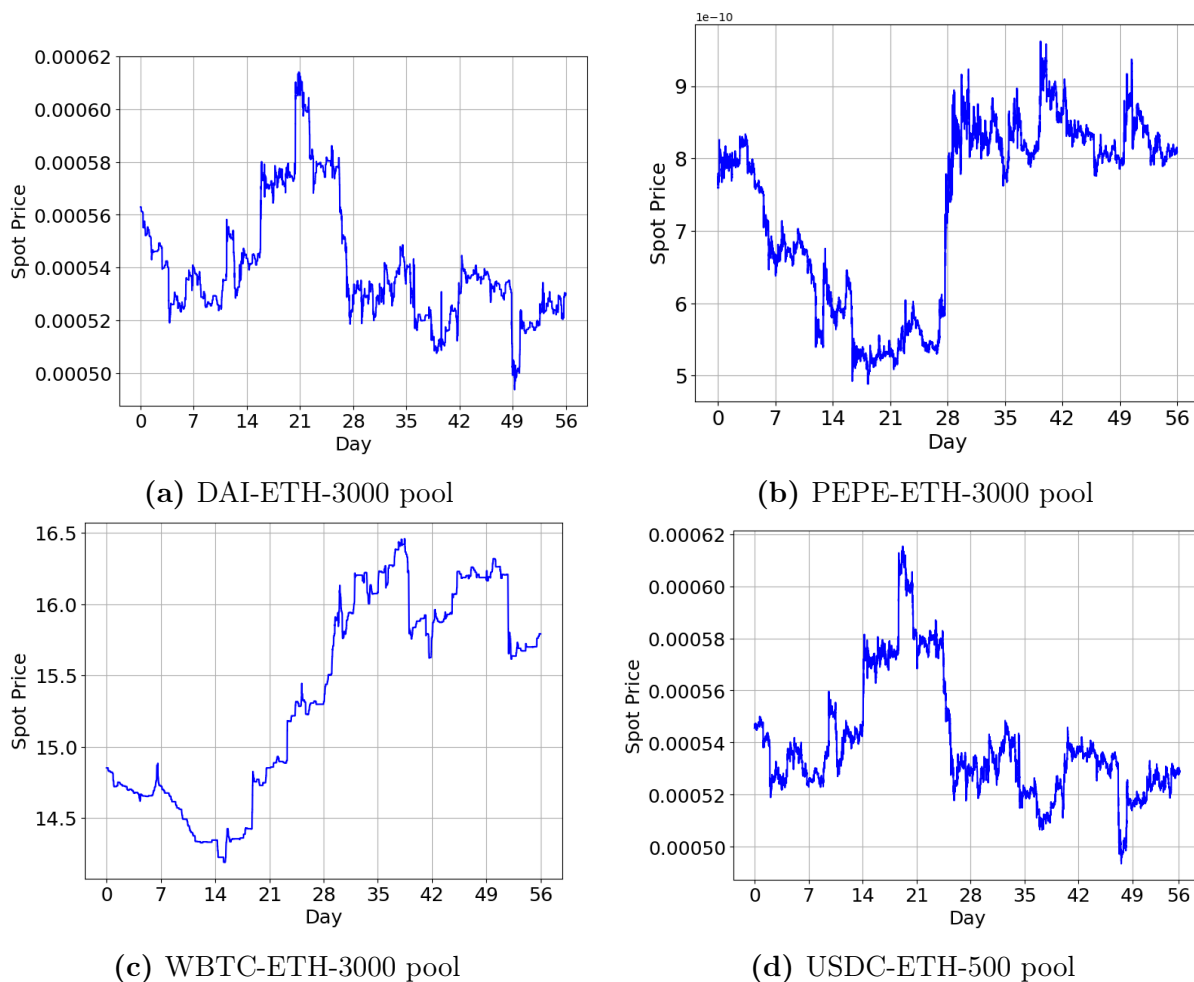 0.00062
0.00060
0.00058
0.00056
0.00054
0.00052
0.00050
Spot Price
0 7 14 21 28 35 42 49 56
Day
(a) DAI-ETH-3000 pool
1e−10
9
8
7
6
5
Spot Price
0 7 14 21 28 35 42 49 56
Day
(b) PEPE-ETH-3000 pool
16.5
16.0
15.5
15.0
14.5
Spot Price
0 7 14 21 28 35 42 49 56
Day
(c) WBTC-ETH-3000 pool
0.00062
0.00060
0.00058
0.00056
0.00054
0.00052
0.00050
Spot Price
0 7 14 21 28 35 42 49 56
Day
(d) USDC-ETH-500 pool